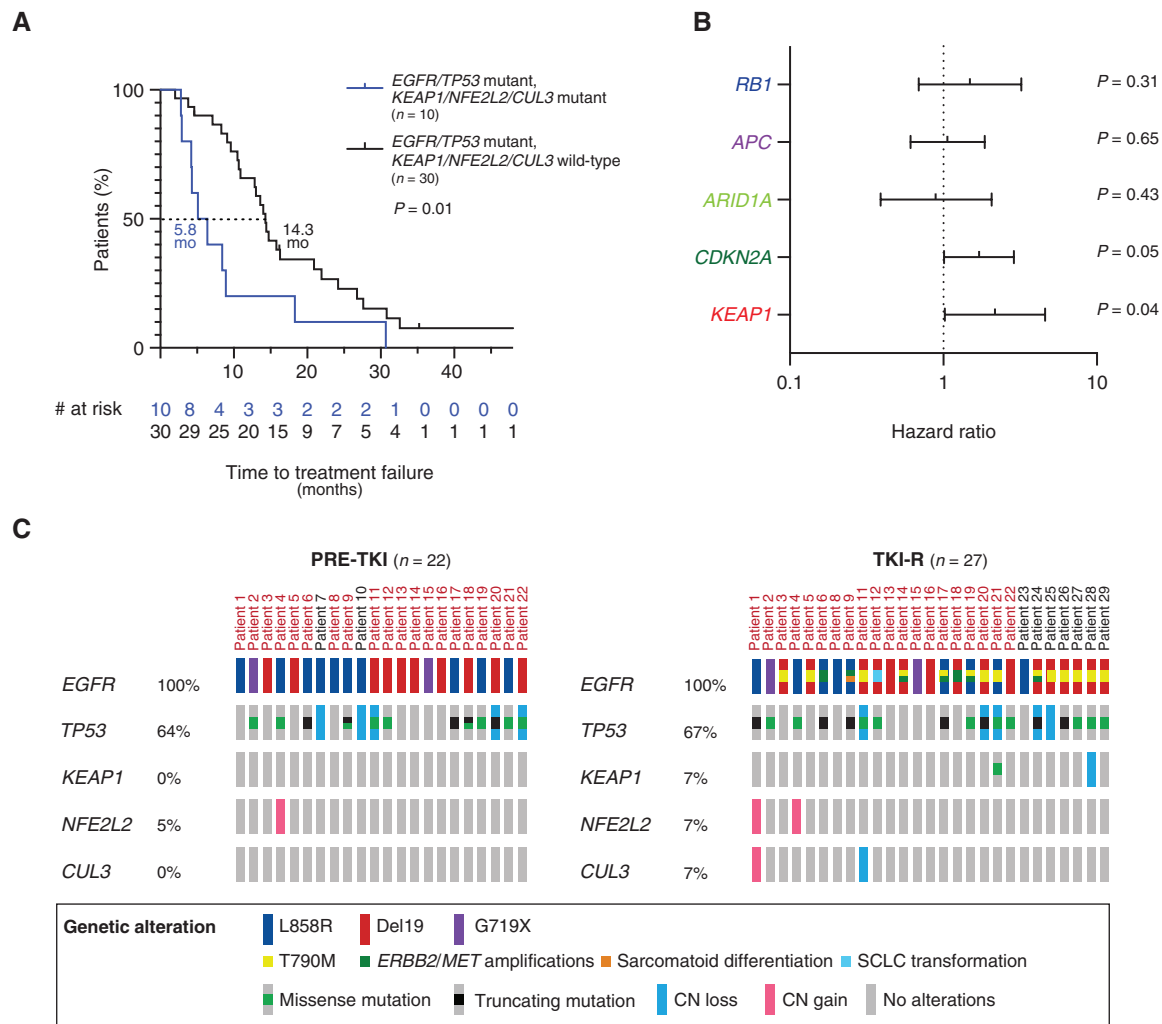 A
EGFR/TP53 mutant,
KEAP1/NFE2L2/CUL3 mutant
(n = 10)
EGFR/TP53 mutant,
KEAP1/NFE2L2/CUL3 wild-type
(n = 30)
P = 0.01
Patients (%)
100
50
0
5.8
mo
14.3
mo
10 20 30 40
# at risk
10 8 4 3 3 2 2 2 1 0 0 0 0
30 29 25 20 15 9 7 5 4 1 1 1 1
Time to treatment failure
(months)
B
RB1 P = 0.31
APC P = 0.65
ARID1A P = 0.43
CDKN2A P = 0.05
KEAP1 P = 0.04
0.1 1 10
Hazard ratio
C
PRE-TKI (n = 22)
Patient 1
Patient 2
Patient 3
Patient 4
Patient 5
Patient 6
Patient 7
Patient 8
Patient 9
Patient 10
Patient 11
Patient 12
Patient 13
Patient 14
Patient 15
Patient 16
Patient 17
Patient 18
Patient 19
Patient 20
Patient 21
Patient 22
EGFR 100%
TP53 64%
KEAP1 0%
NFE2L2 5%
CUL3 0%
TKI-R (n = 27)
Patient 1
Patient 2
Patient 3
Patient 4
Patient 6
Patient 8
Patient 9
Patient 11
Patient 12
Patient 13
Patient 14
Patient 15
Patient 16
Patient 17
Patient 18
Patient 19
Patient 20
Patient 21
Patient 22
Patient 23
Patient 24
Patient 25
Patient 26
Patient 27
Patient 28
Patient 29
EGFR 100%
TP53 67%
KEAP1 7%
NFE2L2 7%
CUL3 7%
Genetic alteration
L858R Del19 G719X
T790M ERBB2/MET amplifications Sarcomatoid differentiation SCLC transformation
Missense mutation Truncating mutation CN loss CN gain No alterations